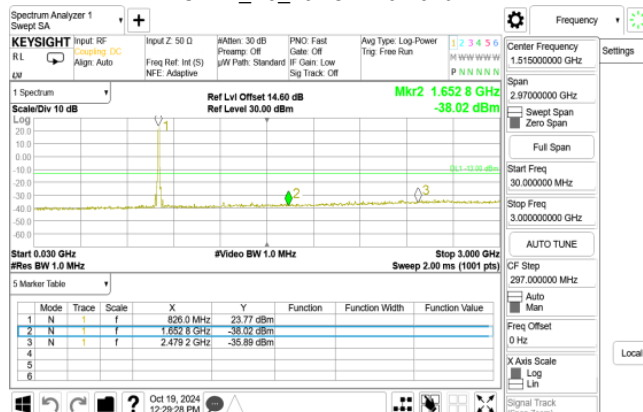 Spectrum Analyzer 1
Swept SA
Frequency
KEYSIGHT
RL
Input: RF
Coupling: DC
Align: Auto
Input Z: 50 Ω
Freq Ref: Int (S)
NFE: Adaptive
#Atten: 30 dB
Preamp: Off
µW Path: Standard
PNO: Fast
Gate: Off
IF Gain: Low
Sig Track: Off
Avg Type: Log-Power
Trig: Free Run
1 2 3 4 5 6
M W W W W W
P N N N N N
Center Frequency
1.515000000 GHz
Settings
1 Spectrum
Scale/Div 10 dB
Log
Ref Lvl Offset 14.60 dB
Ref Level 30.00 dBm
Mkr2 1.652 8 GHz
-38.02 dBm
Span
2.97000000 GHz
Swept Span
Zero Span
Full Span
20.0
10.0
0.00
-10.0
-20.0
-30.0
-40.0
-50.0
-60.0
1
2
3
DL1 -13.00 dBm
Start 0.030 GHz
#Res BW 1.0 MHz
#Video BW 1.0 MHz
Stop 3.000 GHz
Sweep 2.00 ms (1001 pts)
Start Freq
30.000000 MHz
Stop Freq
3.000000000 GHz
AUTO TUNE
CF Step
297.000000 MHz
Auto
Man
Freq Offset
0 Hz
X Axis Scale
Log
Lin
Local
Signal Track
5 Marker Table
Mode Trace Scale X Y Function Function Width Function Value
1 N 1 f 826.0 MHz 23.77 dBm
2 N 1 f 1.652 8 GHz -38.02 dBm
3 N 1 f 2.479 2 GHz -35.89 dBm
4
5
6
?
Oct 19, 2024
12:29:28 PM